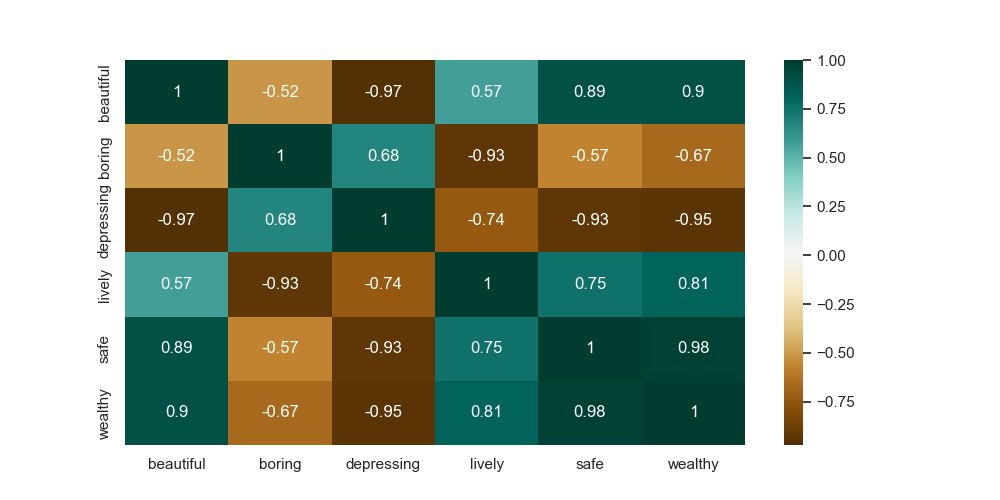 beautiful 1 -0.52 -0.97 0.57 0.89 0.9
boring -0.52 1 0.68 -0.93 -0.57 -0.67
depressing -0.97 0.68 1 -0.74 -0.93 -0.95
lively 0.57 -0.93 -0.74 1 0.75 0.81
safe 0.89 -0.57 -0.93 0.75 1 0.98
wealthy 0.9 -0.67 -0.95 0.81 0.98 1
beautiful boring depressing lively safe wealthy
1.00
0.75
0.50
0.25
0.00
−0.25
−0.50
−0.75